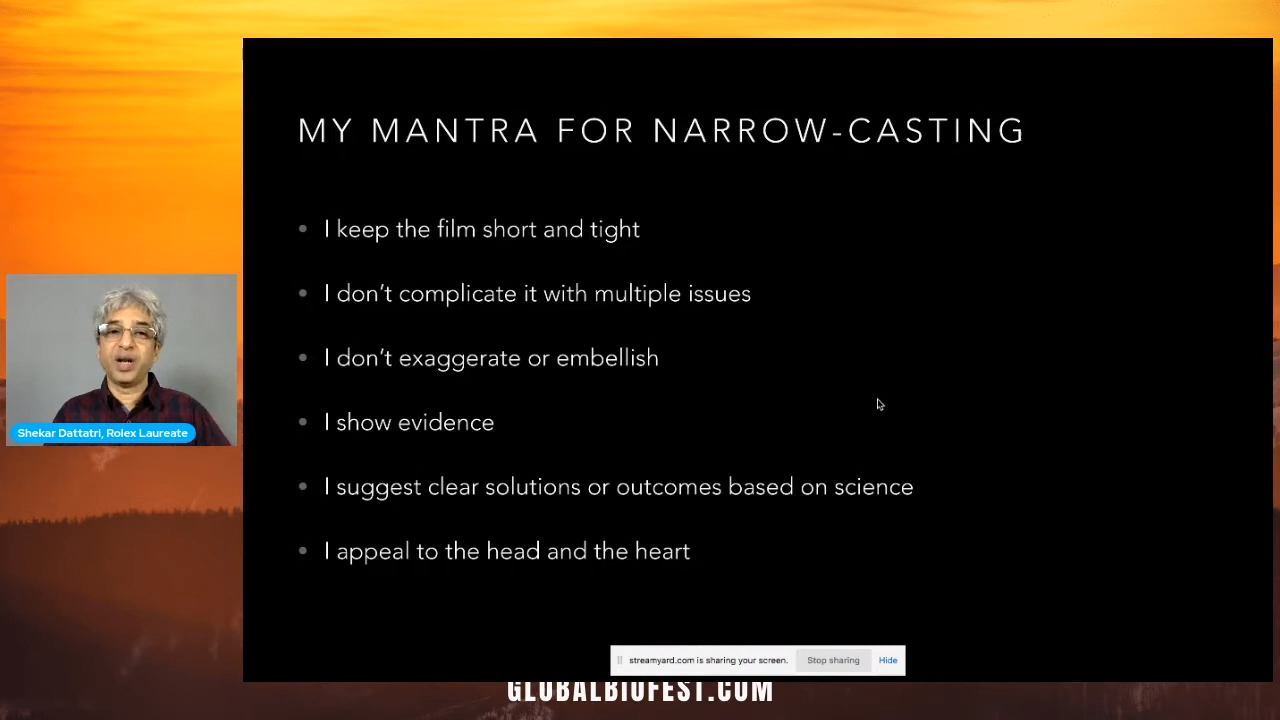 MY MANTRA FOR NARROW-CASTING
• I keep the film short and tight
• I don't complicate it with multiple issues
• I don't exaggerate or embellish
• I show evidence
• I suggest clear solutions or outcomes based on science
• I appeal to the head and the heart
Shekar Dattatri, Rolex Laureate
streamyard.com is sharing your screen. Stop sharing Hide
GLOBALBIOFEST.COM